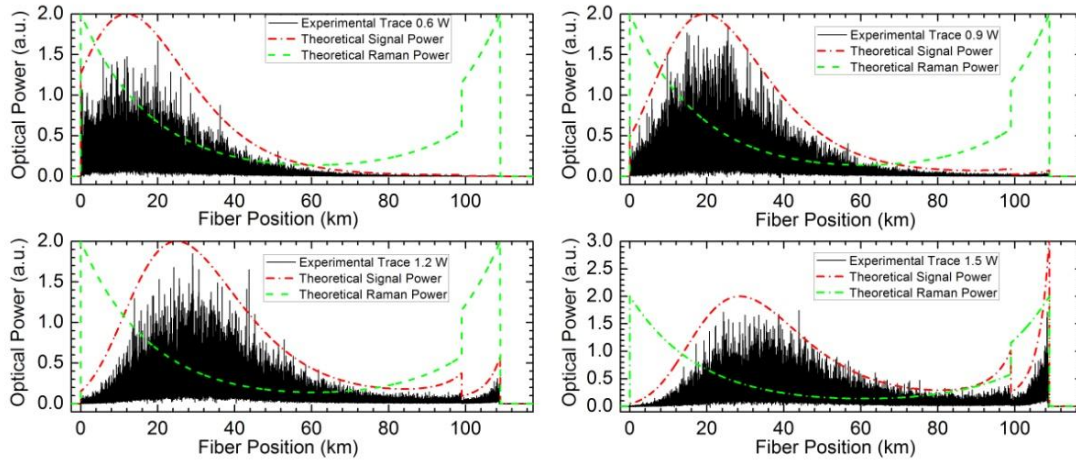 Experimental Trace 0.6 W
Theoretical Signal Power
Theoretical Raman Power
2.0
1.5
1.0
0.5
0.0
Optical Power (a.u.)
0 20 40 60 80 100
Fiber Position (km)
Experimental Trace 0.9 W
Theoretical Signal Power
Theoretical Raman Power
2.0
1.5
1.0
0.5
0.0
Optical Power (a.u.)
0 20 40 60 80 100
Fiber Position (km)
Experimental Trace 1.2 W
Theoretical Signal Power
Theoretical Raman Power
2.0
1.5
1.0
0.5
0.0
Optical Power (a.u.)
0 20 40 60 80 100
Fiber Position (km)
Experimental Trace 1.5 W
Theoretical Signal Power
Theoretical Raman Power
3.0
2.5
2.0
1.5
1.0
0.5
0.0
Optical Power (a.u.)
0 20 40 60 80 100
Fiber Position (km)